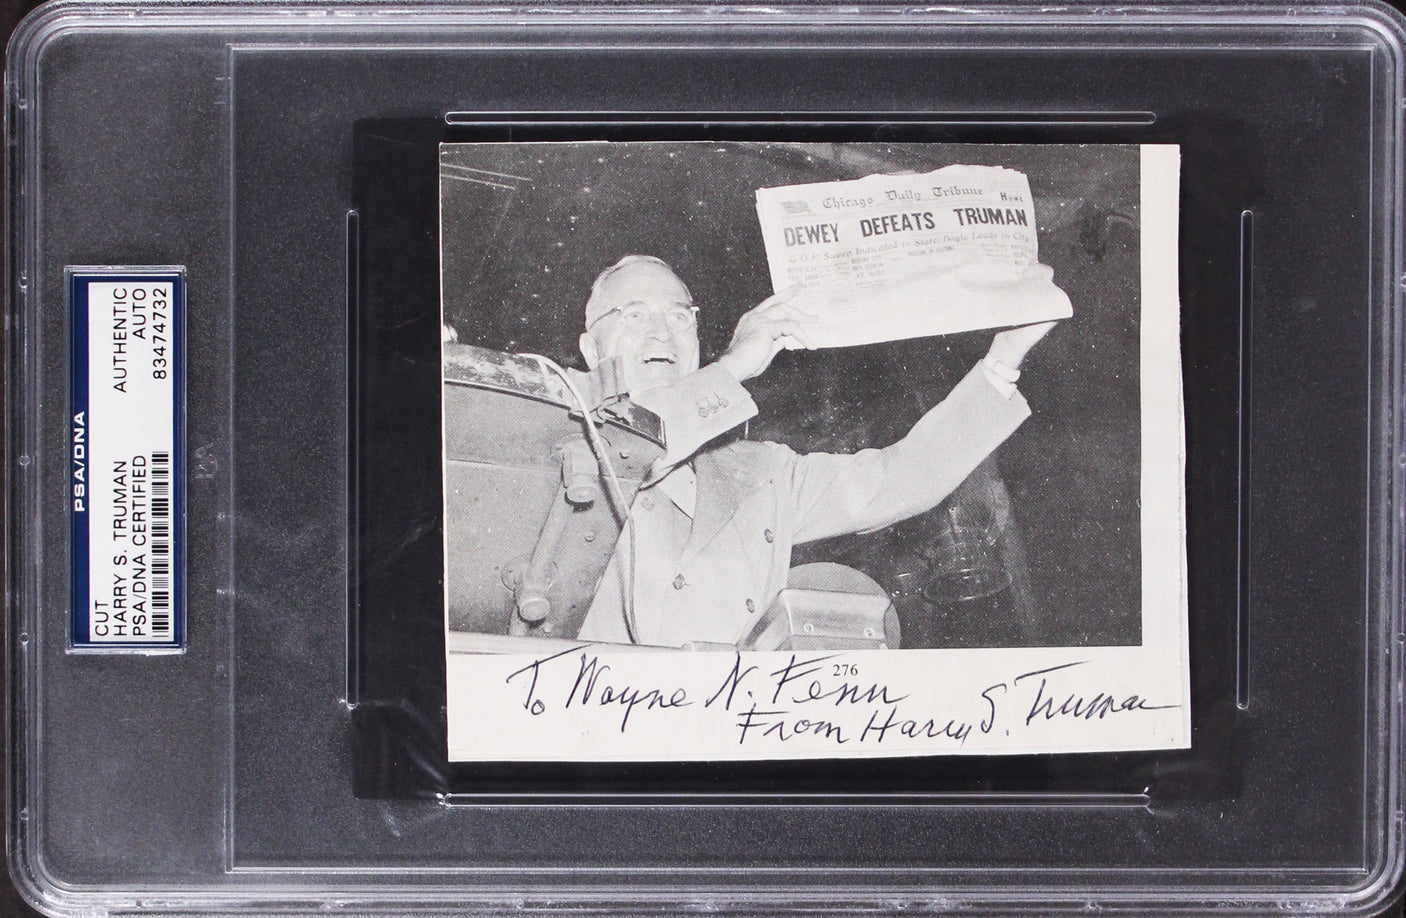 PSA/DNA
CUT
HARRY S. TRUMAN AUTHENTIC
PSA/DNA CERTIFIED AUTO
83474732
Chicago Daily Tribune HOME
DEWEY DEFEATS TRUMAN
G.O.P. Sweep Indicated in State; Boyle Leads in City
276
To Wayne N. Fenn
From Harry S. Truman